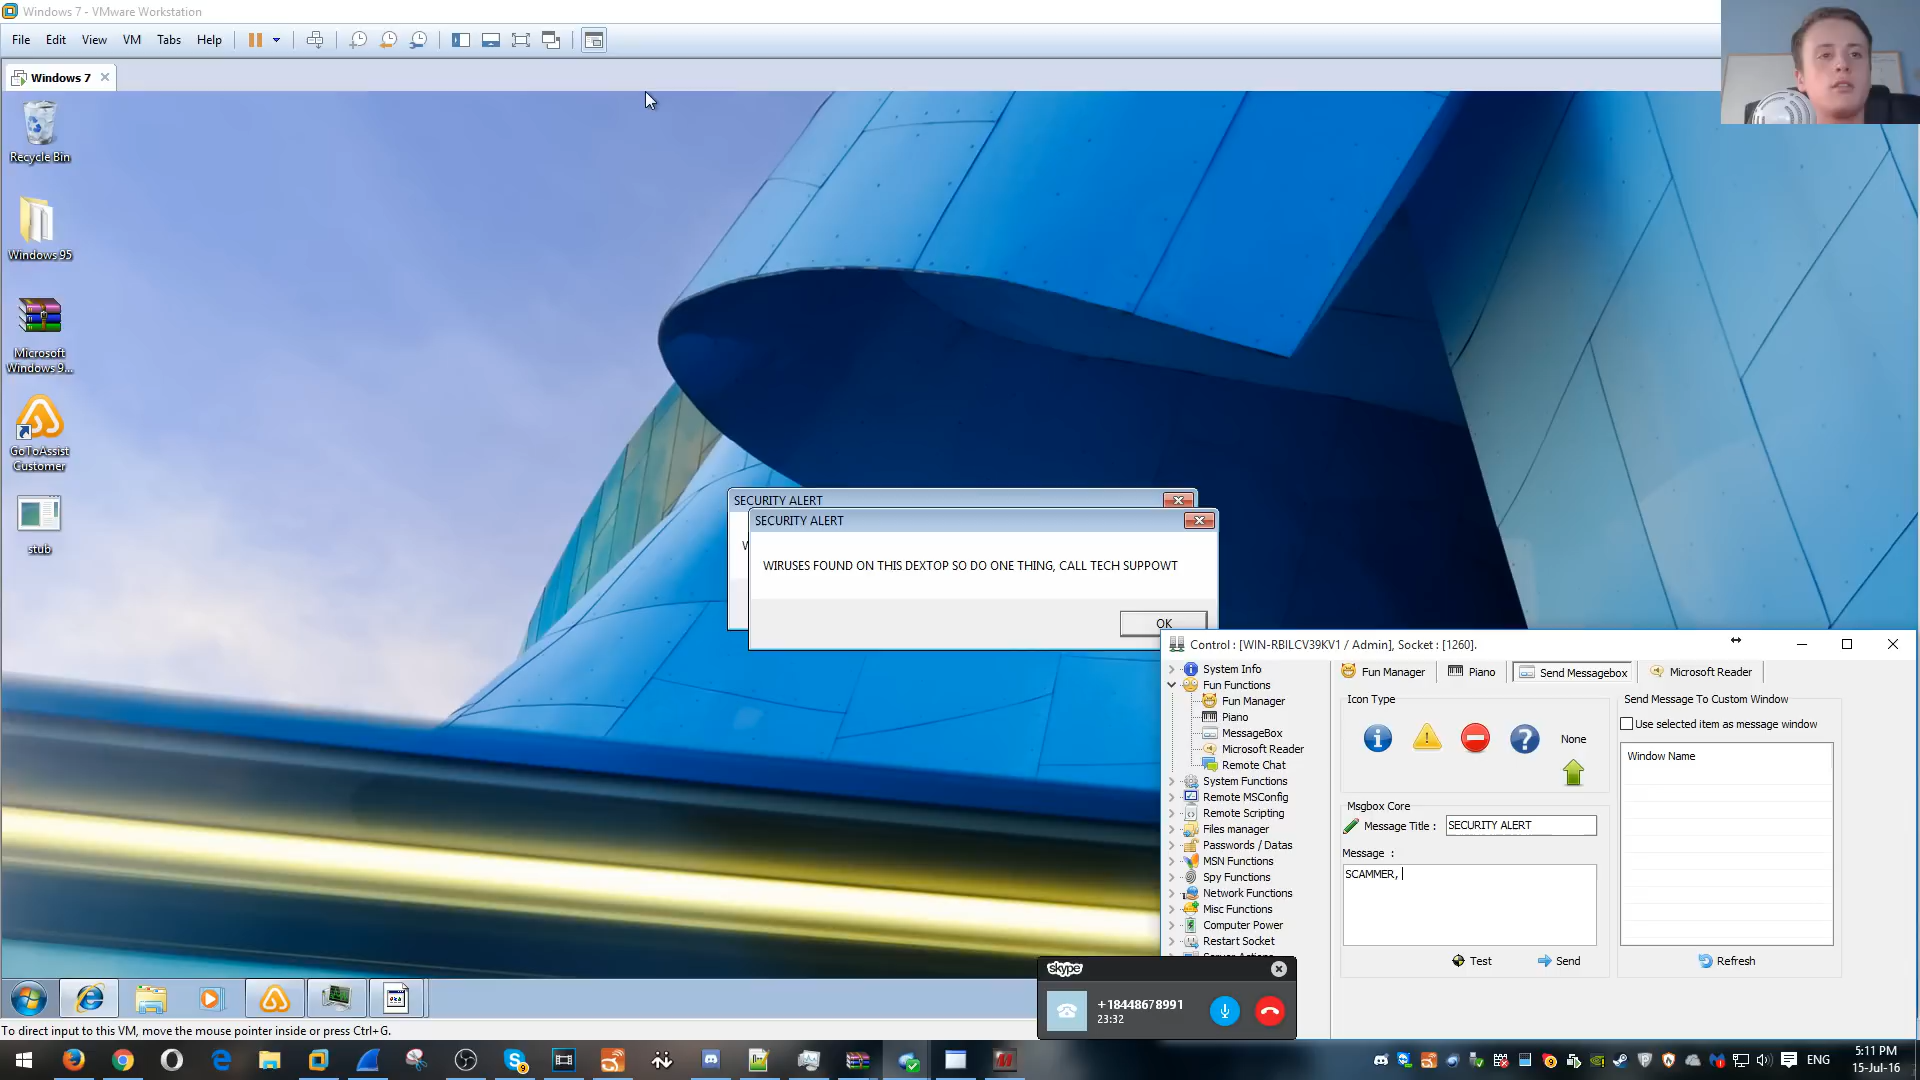 Windows 7 - VMware Workstation
File Edit View VM Tabs Help
Windows 7
Recycle Bin
Windows 95
Microsoft
Windows 9...
GoToAssist
Customer
stub
SECURITY ALERT
SECURITY ALERT
WIRUSES FOUND ON THIS DEXTOP SO DO ONE THING, CALL TECH SUPPOWT
OK
Control : [WIN-RBILCV39KV1 / Admin], Socket : [1260].
System Info
Fun Functions
Fun Manager
Piano
MessageBox
Microsoft Reader
Remote Chat
System Functions
Remote MSConfig
Remote Scripting
Files manager
Passwords / Datas
MSN Functions
Spy Functions
Network Functions
Misc Functions
Computer Power
Restart Socket
Fun Manager Piano Send Messagebox Microsoft Reader
Icon Type
None
Msgbox Core
Message Title : SECURITY ALERT
Message :
SCAMMER,
Test Send
Send Message To Custom Window
Use selected item as message window
Window Name
Refresh
skype
+18448678991
23:32
To direct input to this VM, move the mouse pointer inside or press Ctrl+G.
ENG
5:11 PM
15-Jul-16